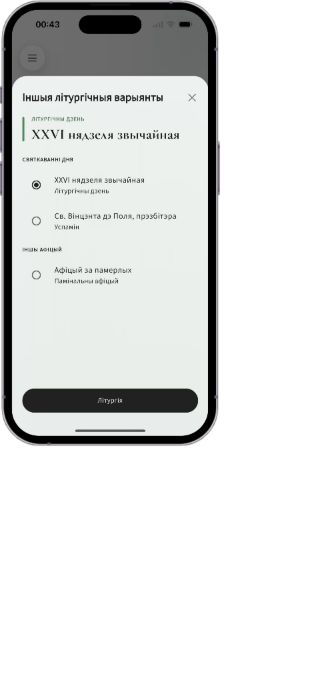 00:43
Іншыя літургічныя варыянты
ЛІТУРГІЧНЫ ДЗЕНЬ
XXVI нядзеля звычайная
СВЯТКАВАННІ ДНЯ
XXVI нядзеля звычайная
Літургічны дзень
Св. Вінцэнта дэ Поля, прэзбітэра
Успамін
ІНШЫ АФІЦЫЙ
Афіцый за памерлых
Памінальны афіцый
Літургія